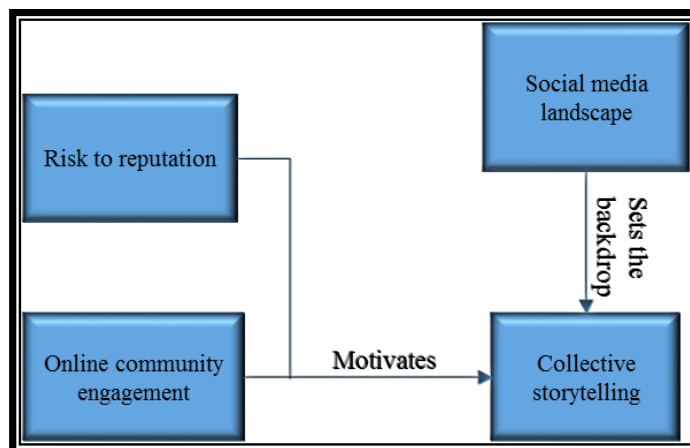 Social media
landscape
Risk to reputation
Sets the
backdrop
Online community
engagement
Motivates
Collective
storytelling